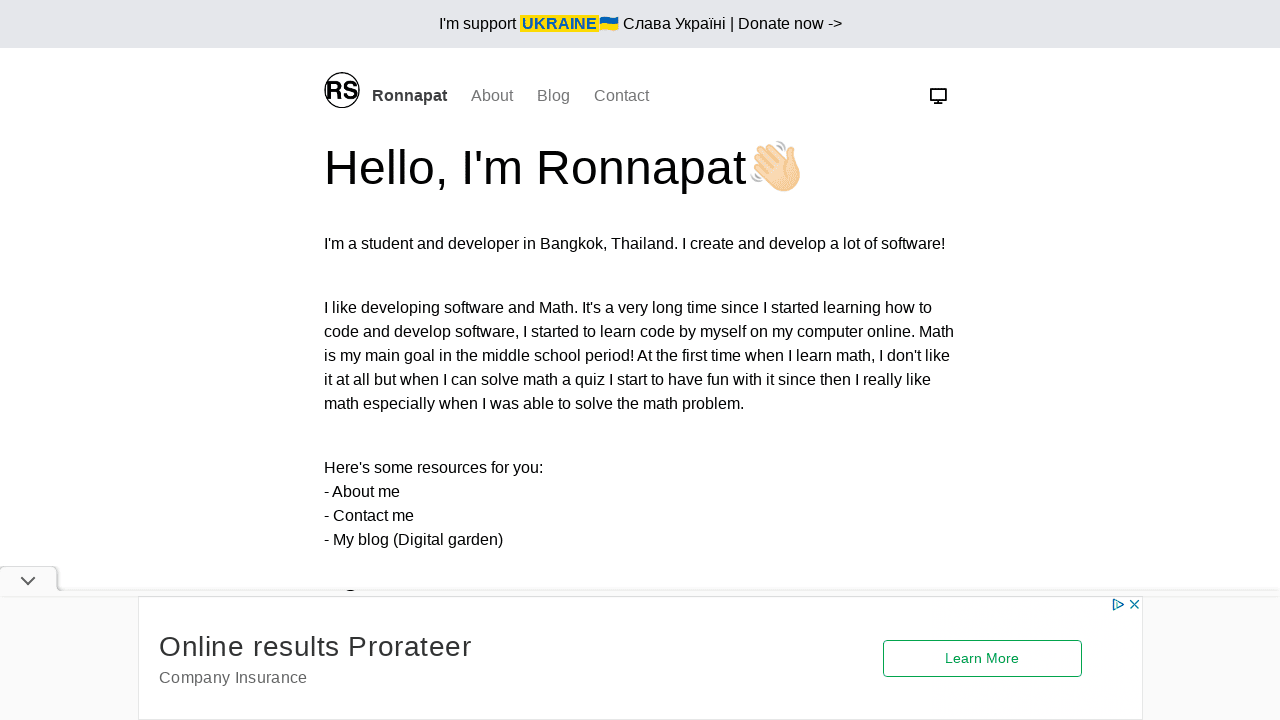 I'm support UKRAINE🇺🇦 Слава Україні | Donate now ->
RS Ronnapat About Blog Contact
Hello, I'm Ronnapat👋🏻
I'm a student and developer in Bangkok, Thailand. I create and develop a lot of software!
I like developing software and Math. It's a very long time since I started learning how to
code and develop software, I started to learn code by myself on my computer online. Math
is my main goal in the middle school period! At the first time when I learn math, I don't like
it at all but when I can solve math a quiz I start to have fun with it since then I really like
math especially when I was able to solve the math problem.
Here's some resources for you:
- About me
- Contact me
- My blog (Digital garden)
Online results Prorateer
Company Insurance
Learn More